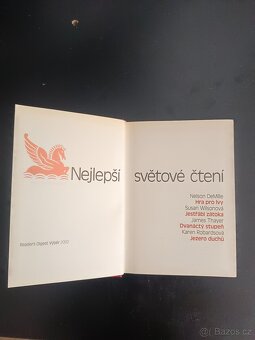 Nejlepší světové čtení
Nelson DeMille
Hra pro lvy
Susan Wilsonová
Jestřábí zátoka
James Thayer
Dvanáctý stupeň
Karen Robardsová
Jezero duchů
Reader's Digest Výběr 2002
Bazoš.cz